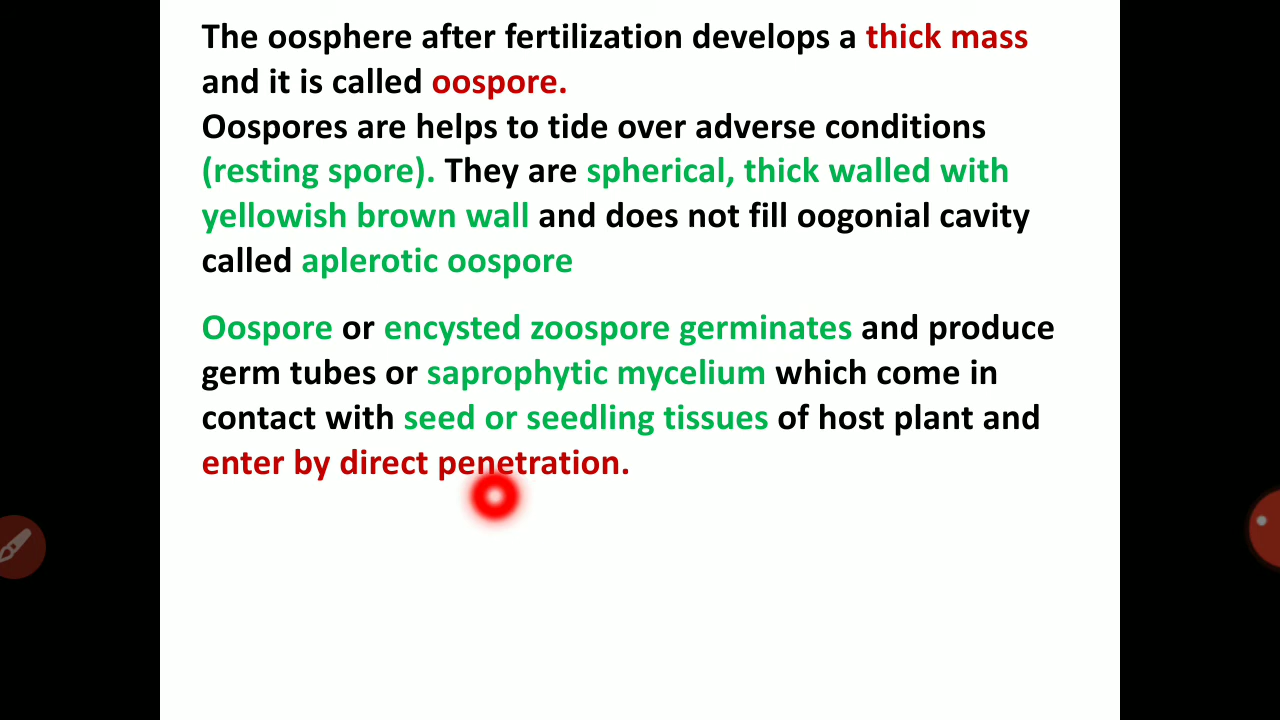 The oosphere after fertilization develops a thick mass
and it is called oospore.
Oospores are helps to tide over adverse conditions
(resting spore). They are spherical, thick walled with
yellowish brown wall and does not fill oogonial cavity
called aplerotic oospore
Oospore or encysted zoospore germinates and produce
germ tubes or saprophytic mycelium which come in
contact with seed or seedling tissues of host plant and
enter by direct penetration.